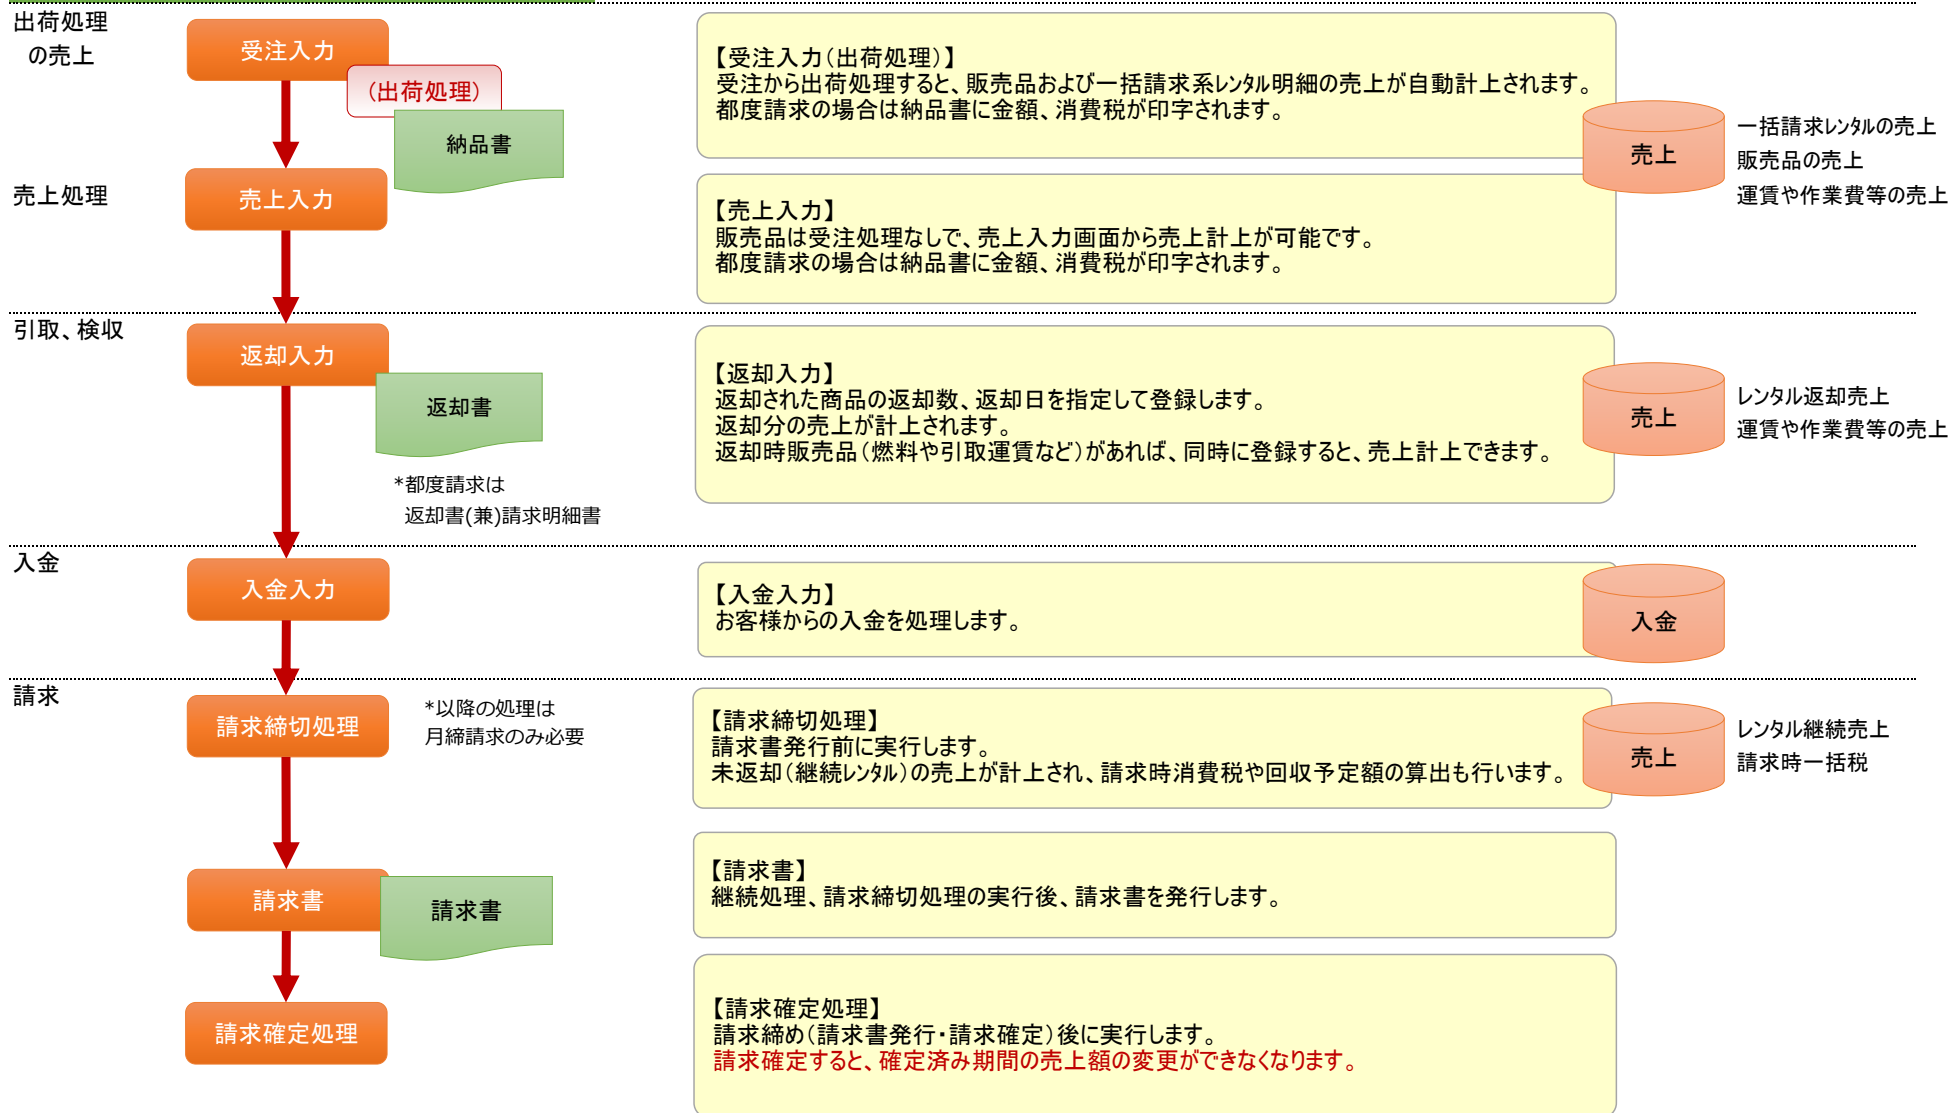 出荷処理
の売上
受注入力
(出荷処理)
納品書
【受注入力(出荷処理)】
受注から出荷処理すると、販売品および一括請求系レンタル明細の売上が自動計上されます。
都度請求の場合は納品書に金額、消費税が印字されます。
売上
一括請求レンタルの売上
販売品の売上
運賃や作業費等の売上
売上処理
売上入力
【売上入力】
販売品は受注処理なしで、売上入力画面から売上計上が可能です。
都度請求の場合は納品書に金額、消費税が印字されます。
引取、検収
返却入力
返却書
*都度請求は
返却書(兼)請求明細書
【返却入力】
返却された商品の返却数、返却日を指定して登録します。
返却分の売上が計上されます。
返却時販売品(燃料や引取運賃など)があれば、同時に登録すると、売上計上できます。
売上
レンタル返却売上
運賃や作業費等の売上
入金
入金入力
【入金入力】
お客様からの入金を処理します。
入金
請求
請求締切処理
*以降の処理は
月締請求のみ必要
【請求締切処理】
請求書発行前に実行します。
未返却(継続レンタル)の売上が計上され、請求時消費税や回収予定額の算出も行います。
売上
レンタル継続売上
請求時一括税
請求書
請求書
【請求書】
継続処理、請求締切処理の実行後、請求書を発行します。
請求確定処理
【請求確定処理】
請求締め(請求書発行・請求確定)後に実行します。
請求確定すると、確定済み期間の売上額の変更ができなくなります。